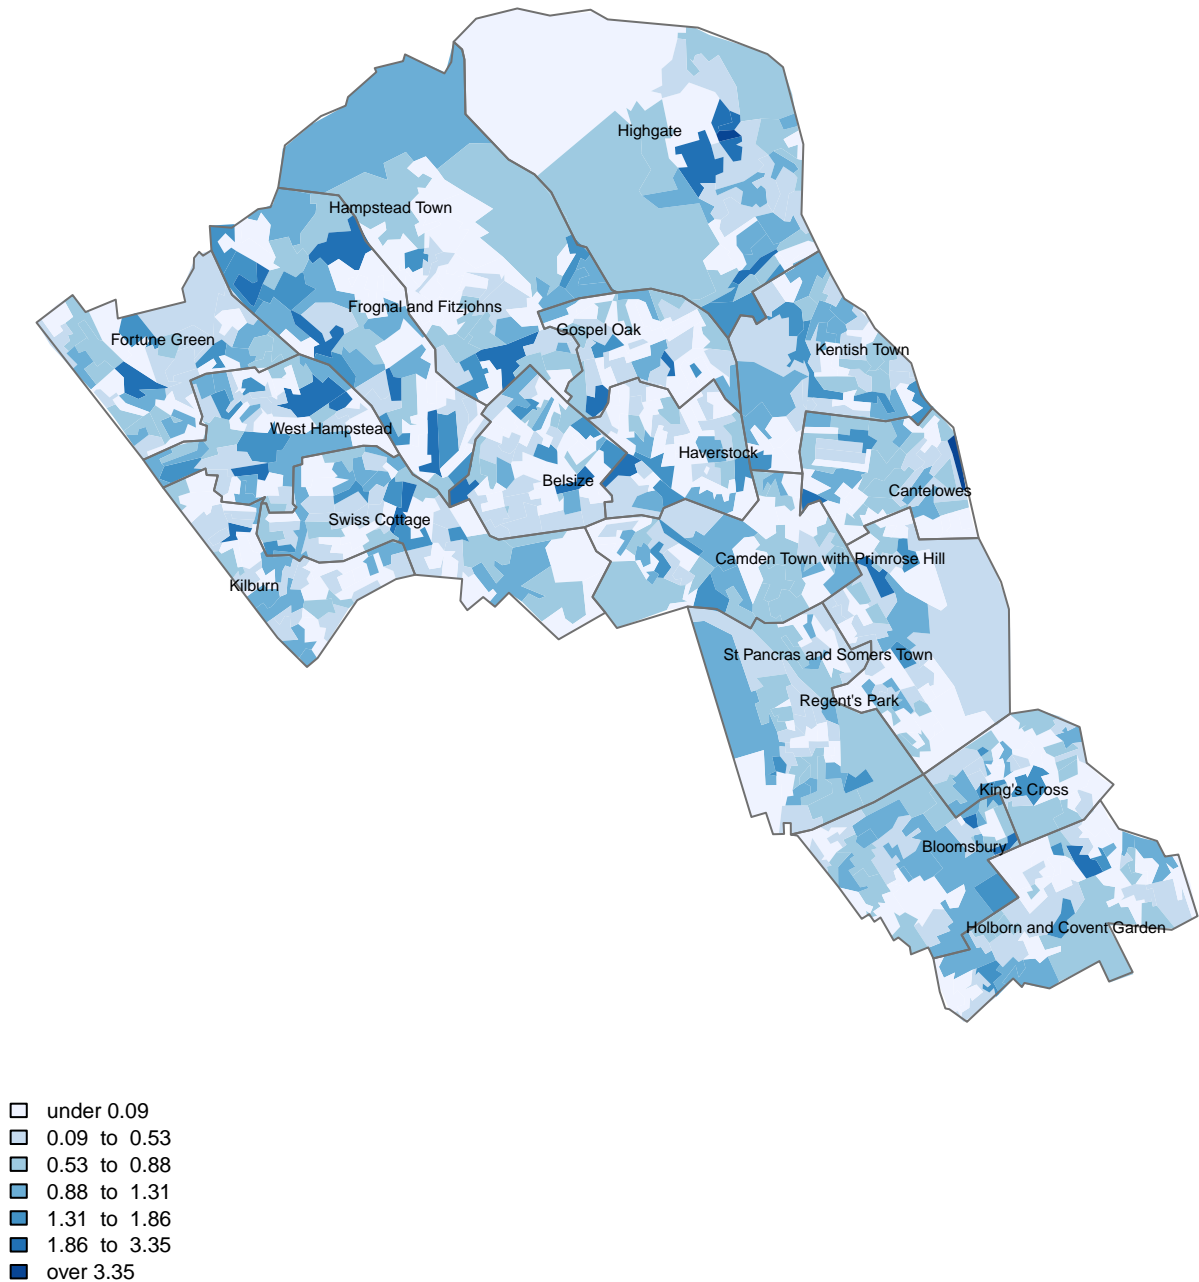 Highgate
Hampstead Town
Frognal and Fitzjohns
Gospel Oak
Fortune Green
Kentish Town
West Hampstead
Haverstock
Belsize
Cantelowes
Swiss Cottage
Camden Town with Primrose Hill
Kilburn
St Pancras and Somers Town
Regent's Park
King's Cross
Bloomsbury
Holborn and Covent Garden
under 0.09
0.09 to 0.53
0.53 to 0.88
0.88 to 1.31
1.31 to 1.86
1.86 to 3.35
over 3.35